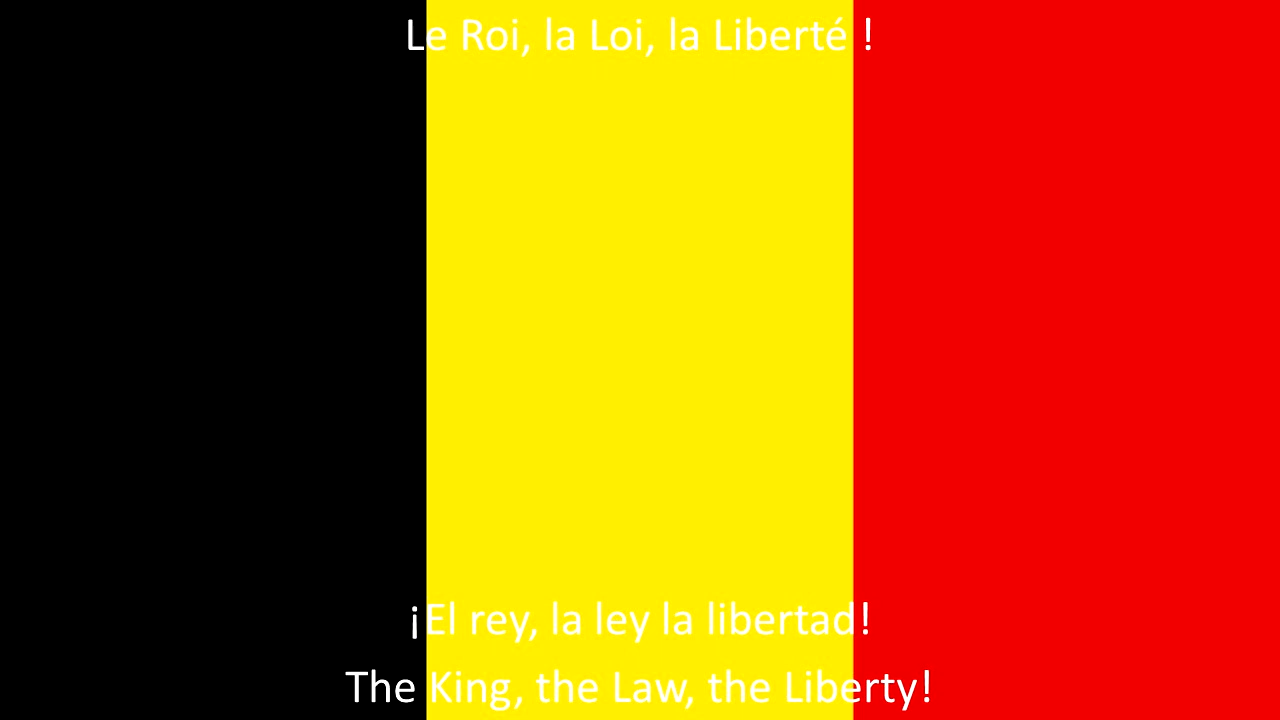 Le Roi, la Loi, la Liberté !
¡El rey, la ley la libertad!
The King, the Law, the Liberty!